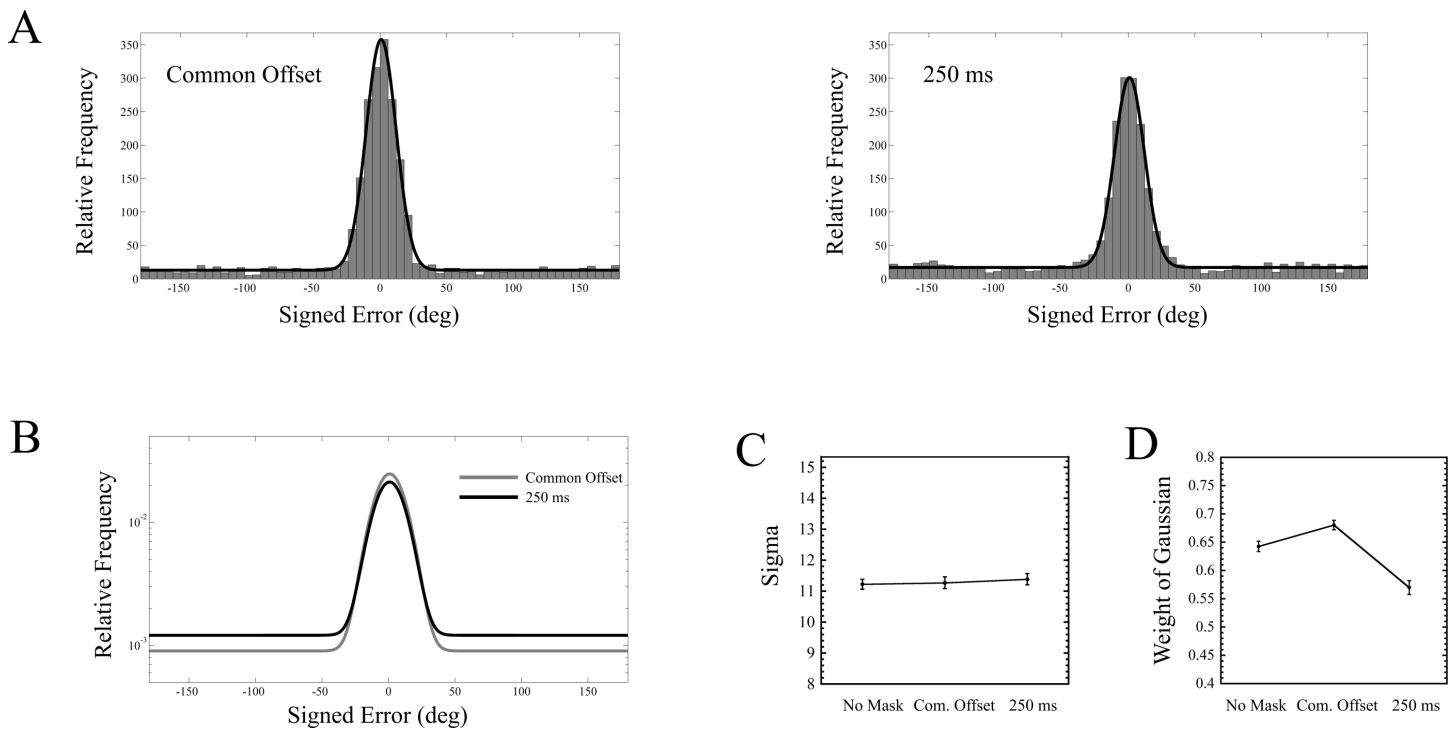 A
Common Offset
Relative Frequency
350
300
250
200
150
100
50
0
-150 -100 -50 0 50 100 150
Signed Error (deg)
250 ms
Relative Frequency
350
300
250
200
150
100
50
0
-150 -100 -50 0 50 100 150
Signed Error (deg)
B
Common Offset
250 ms
Relative Frequency
10-2
10-3
-150 -100 -50 0 50 100 150
Signed Error (deg)
C
Sigma
15
14
13
12
11
10
9
8
No Mask Com. Offset 250 ms
D
Weight of Gaussian
0.8
0.75
0.7
0.65
0.6
0.55
0.5
0.45
0.4
No Mask Com. Offset 250 ms